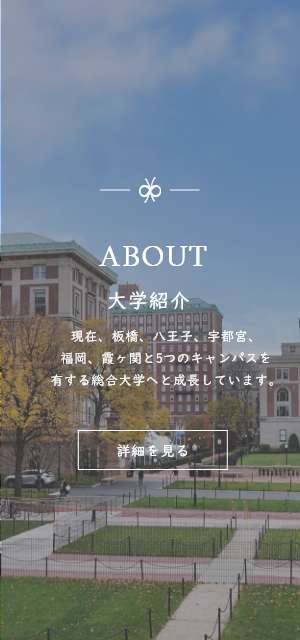 ABOUT
大学紹介
現在、板橋、八王子、宇都宮、
福岡、霞ヶ関と5つのキャンパスを
有する総合大学へと成長しています。
詳細を見る